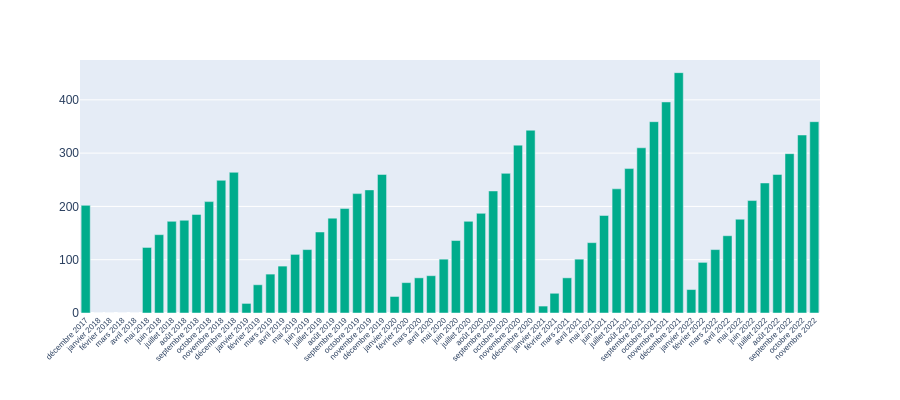 400
300
200
100
0
décembre 2017
janvier 2018
février 2018
mars 2018
avril 2018
mai 2018
juin 2018
juillet 2018
août 2018
septembre 2018
octobre 2018
novembre 2018
décembre 2018
janvier 2019
février 2019
mars 2019
avril 2019
mai 2019
juin 2019
juillet 2019
août 2019
septembre 2019
octobre 2019
novembre 2019
décembre 2019
janvier 2020
février 2020
mars 2020
avril 2020
mai 2020
juin 2020
juillet 2020
août 2020
septembre 2020
octobre 2020
novembre 2020
décembre 2020
janvier 2021
février 2021
mars 2021
avril 2021
mai 2021
juin 2021
juillet 2021
août 2021
septembre 2021
octobre 2021
novembre 2021
décembre 2021
janvier 2022
février 2022
mars 2022
avril 2022
mai 2022
juin 2022
juillet 2022
août 2022
septembre 2022
octobre 2022
novembre 2022